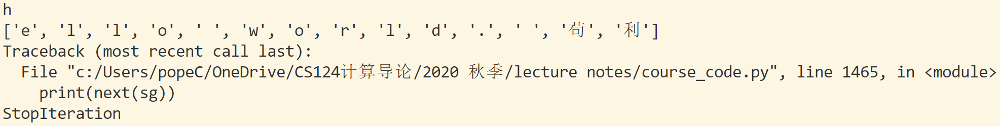 h
['e', 'l', 'l', 'o', ' ', 'w', 'o', 'r', 'l', 'd', '.', ' ', '苟', '利']
Traceback (most recent call last):
  File "c:/Users/popeC/OneDrive/CS124计算导论/2020 秋季/lecture notes/course_code.py", line 1465, in <module>
    print(next(sg))
StopIteration